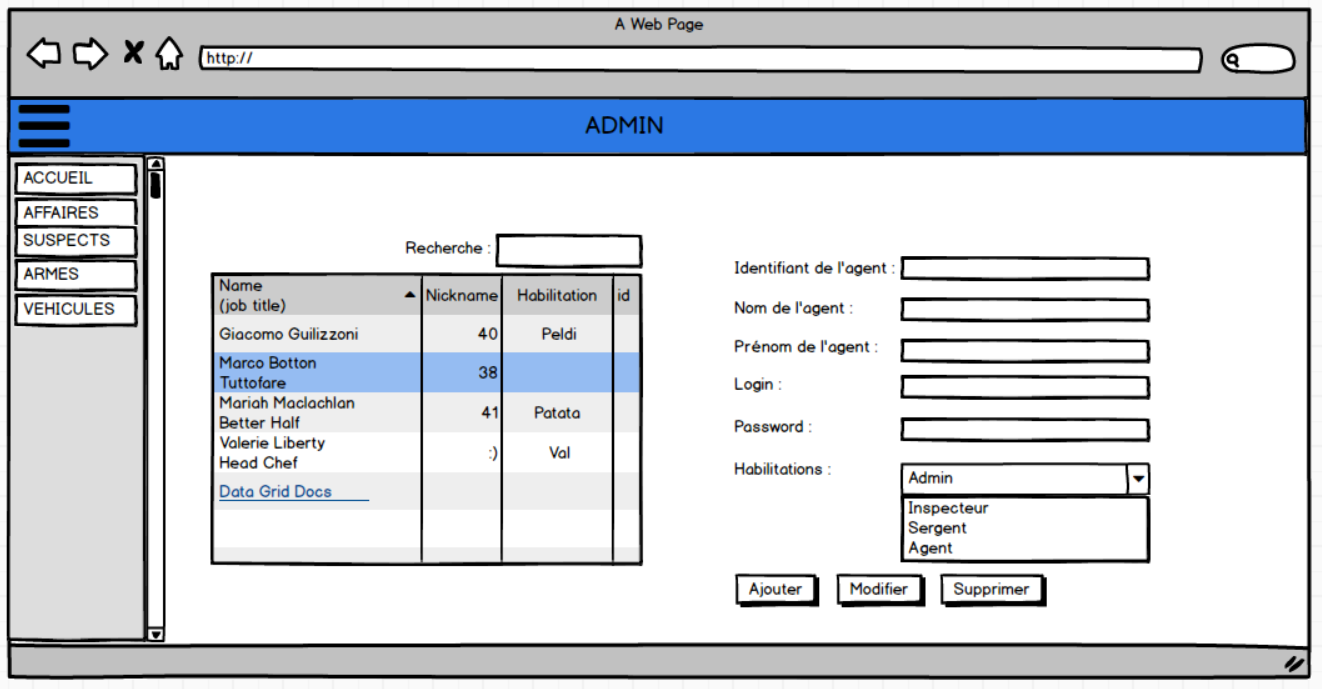 A Web Page
http://
ADMIN
ACCUEIL
AFFAIRES
SUSPECTS
ARMES
VEHICULES
Recherche :
Name
(job title)
Nickname
Habilitation
id
Giacomo Guilizzoni
40
Peldi
Marco Botton
Tuttofare
38
Mariah Maclachlan
Better Half
41
Patata
Valerie Liberty
Head Chef
:)
Val
Data Grid Docs
Identifiant de l'agent :
Nom de l'agent :
Prénom de l'agent :
Login :
Password :
Habilitations :
Admin
Inspecteur
Sergent
Agent
Ajouter
Modifier
Supprimer